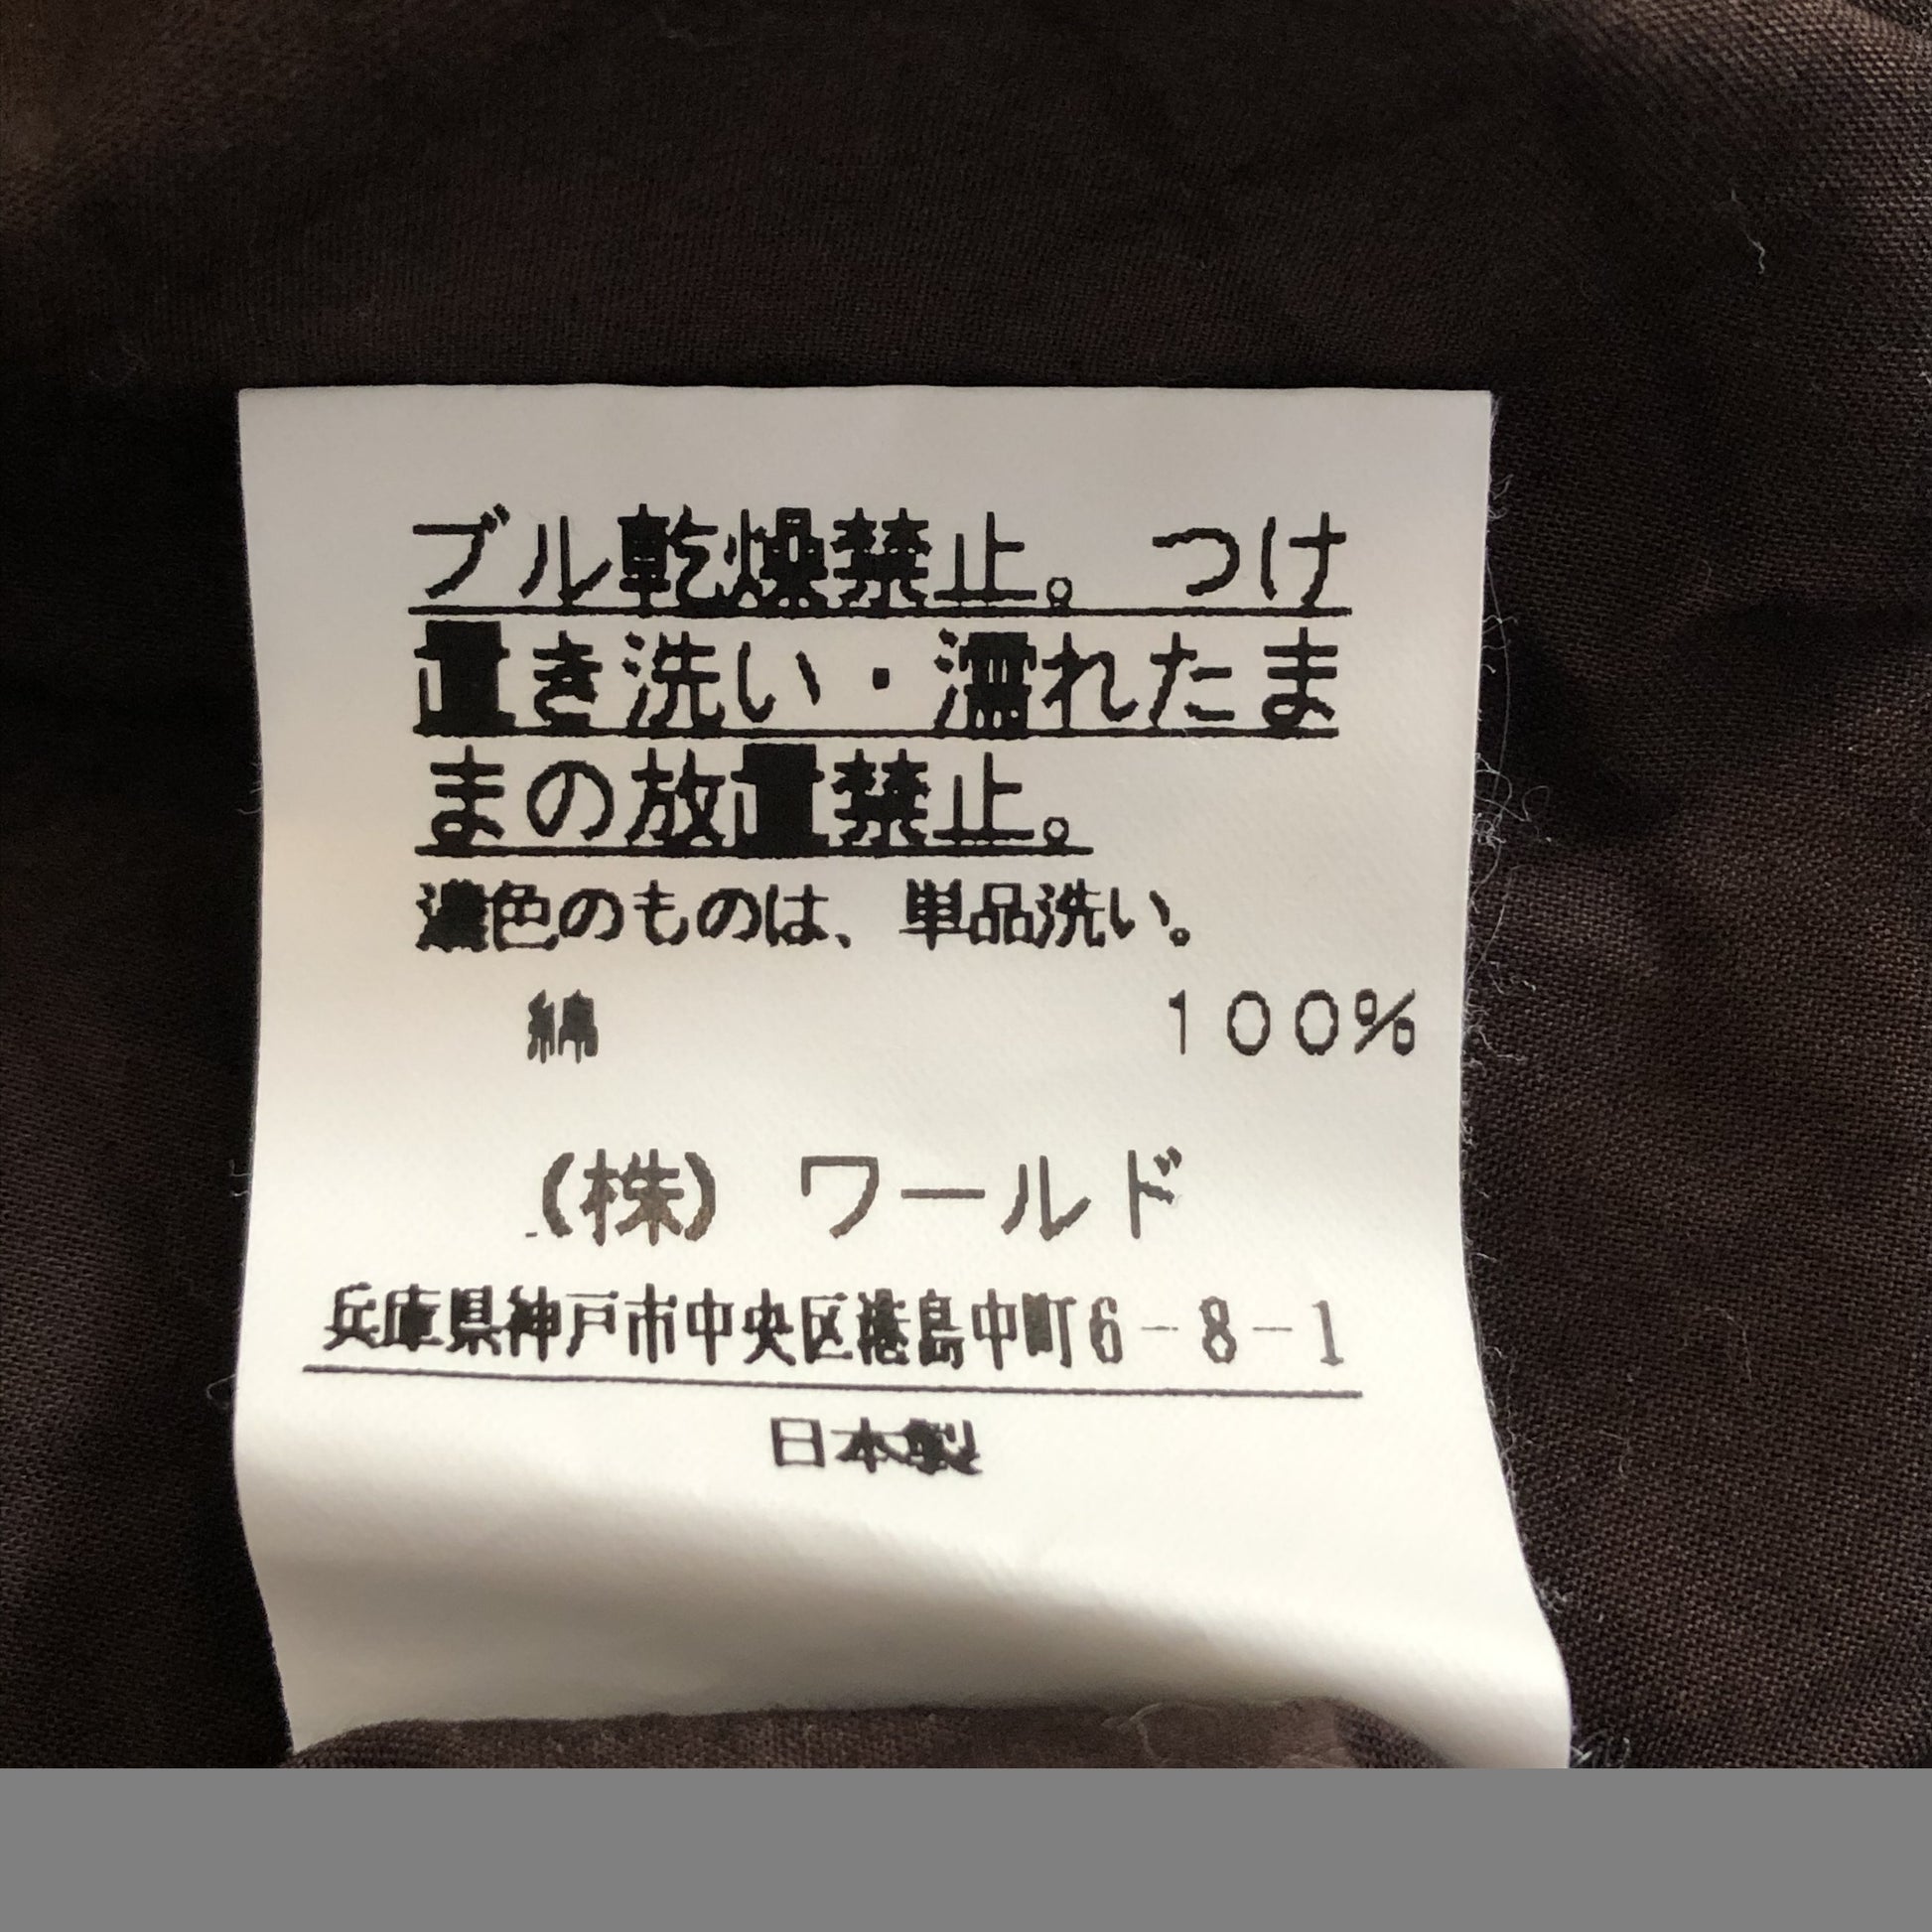 ブル乾燥禁止。つけ
置き洗い・濡れたま
まの放置禁止。
濃色のものは、単品洗い。
綿 100%
(株) ワールド
兵庫県神戸市中央区港島中町6-8-1
日本製